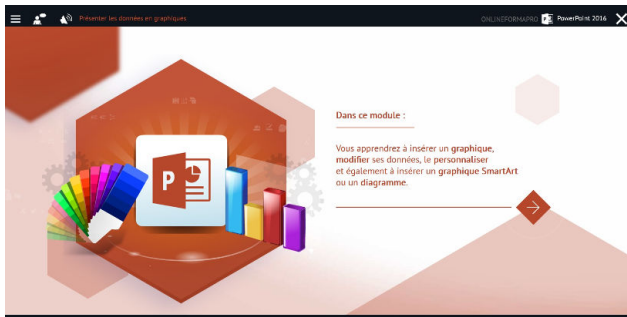 Présenter les données en graphiques
ONLINEFORMAPRO PowerPoint 2016
Dans ce module :
Vous apprendrez à insérer un graphique,
modifier ses données, le personnaliser
et également à insérer un graphique SmartArt
ou un diagramme.
P